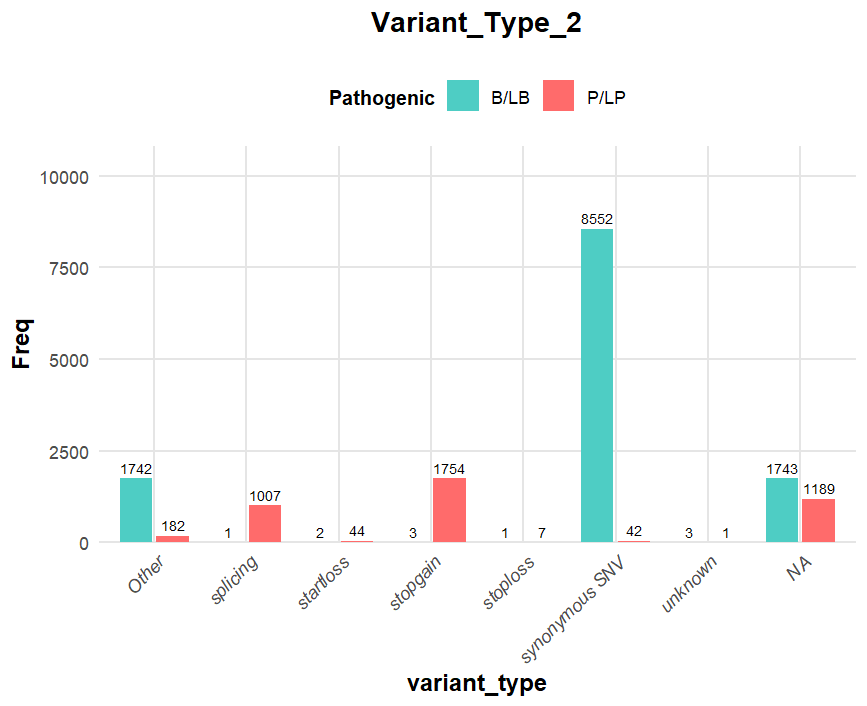 Variant_Type_2
Pathogenic B/LB P/LP
10000
7500
5000
2500
0
Freq
1742 182 1 1007 2 44 3 1754 1 7 8552 42 3 1 1743 1189
Other splicing startloss stopgain stoploss synonymous SNV unknown NA
variant_type